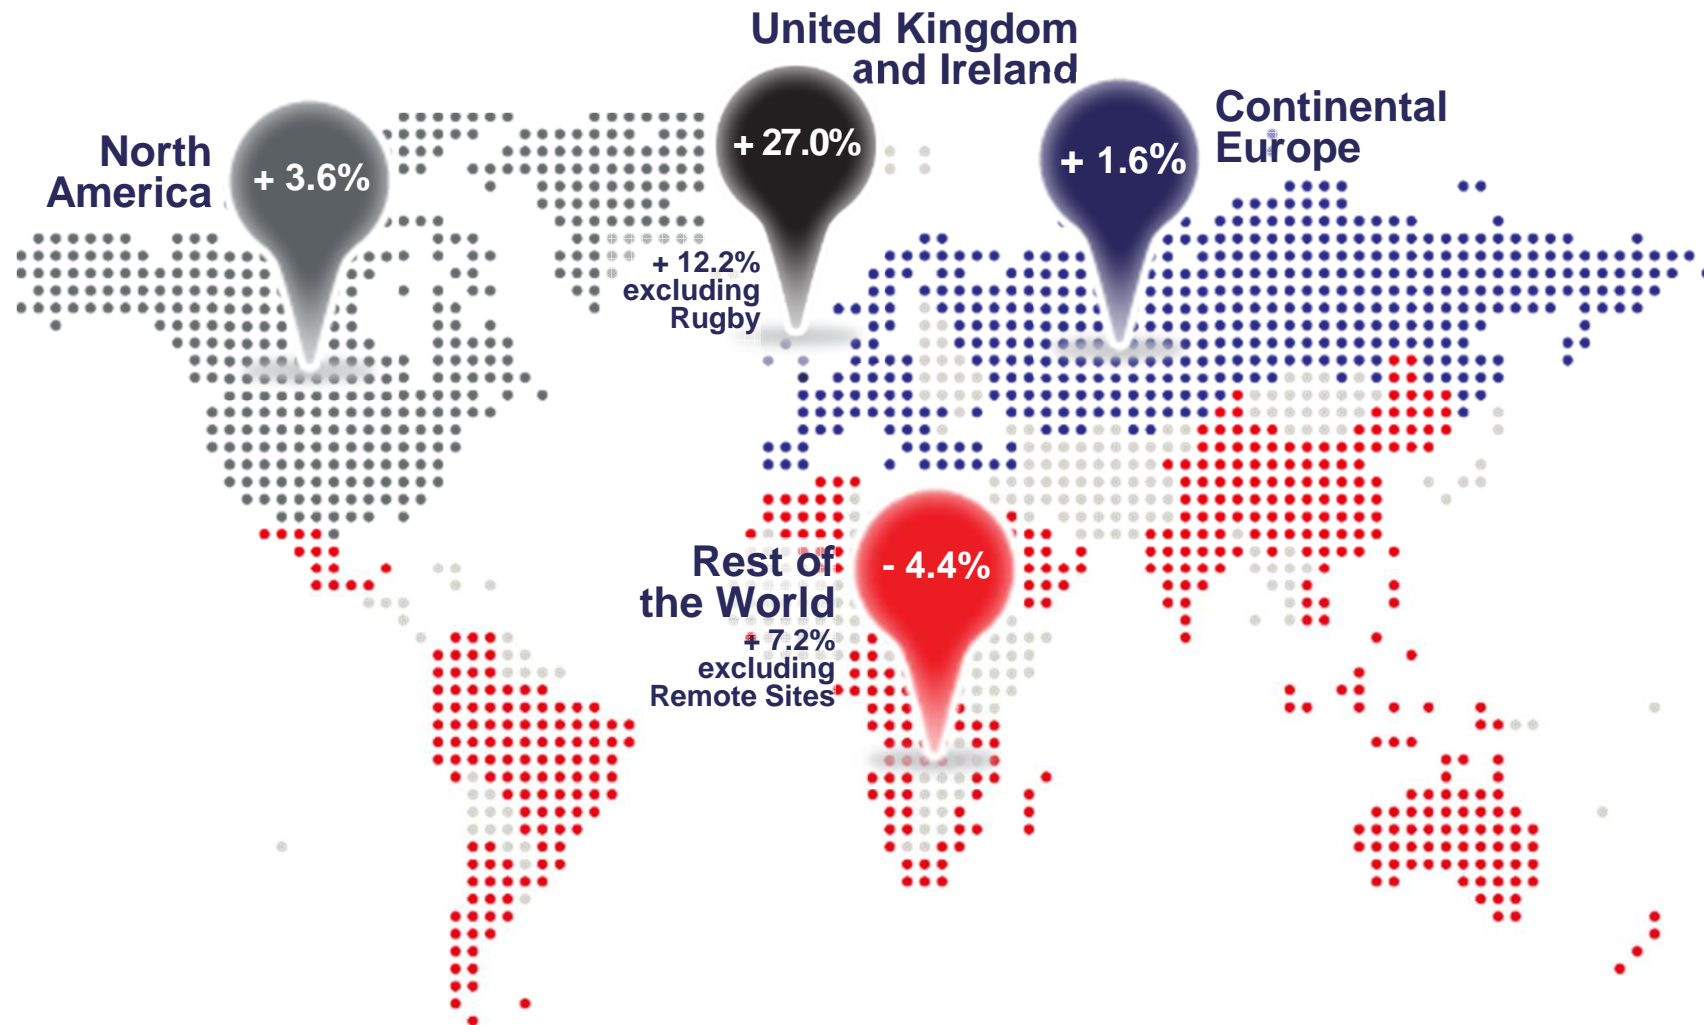 United Kingdom
and Ireland
+ 27.0%
+ 12.2%
excluding
Rugby
North
America
+ 3.6%
Continental
Europe
+ 1.6%
Rest of
the World
- 4.4%
+ 7.2%
excluding
Remote Sites